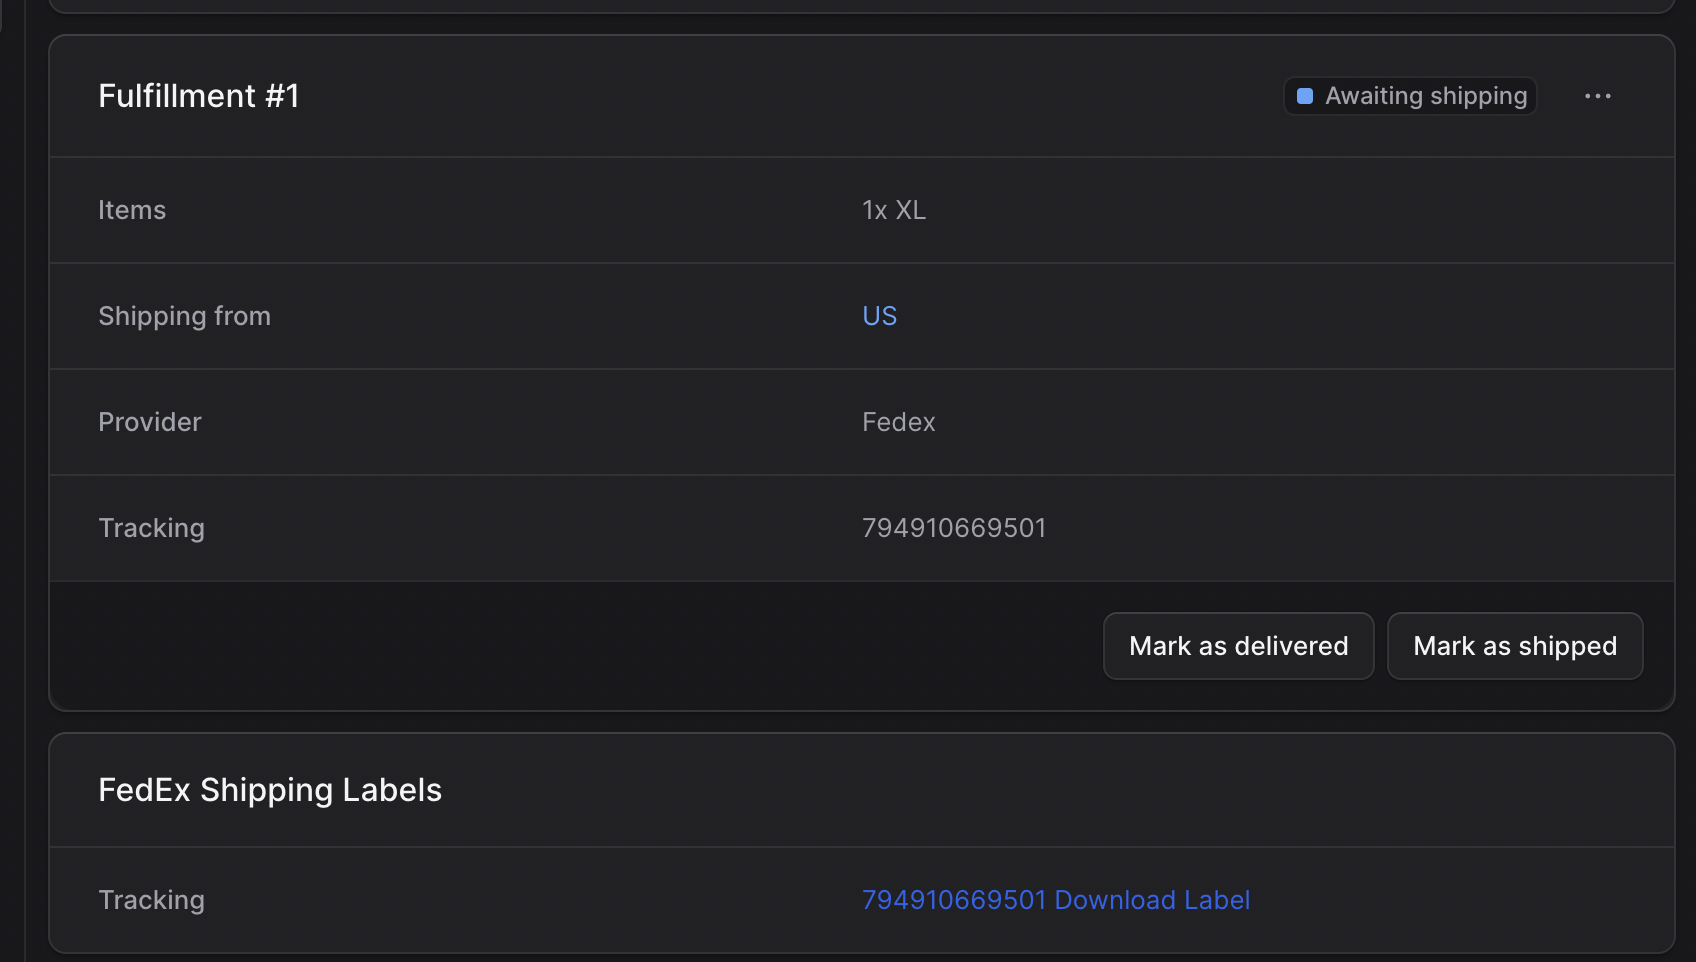 Fulfillment #1
Awaiting shipping
Items
1x XL
Shipping from
US
Provider
Fedex
Tracking
794910669501
Mark as delivered
Mark as shipped
FedEx Shipping Labels
Tracking
794910669501 Download Label